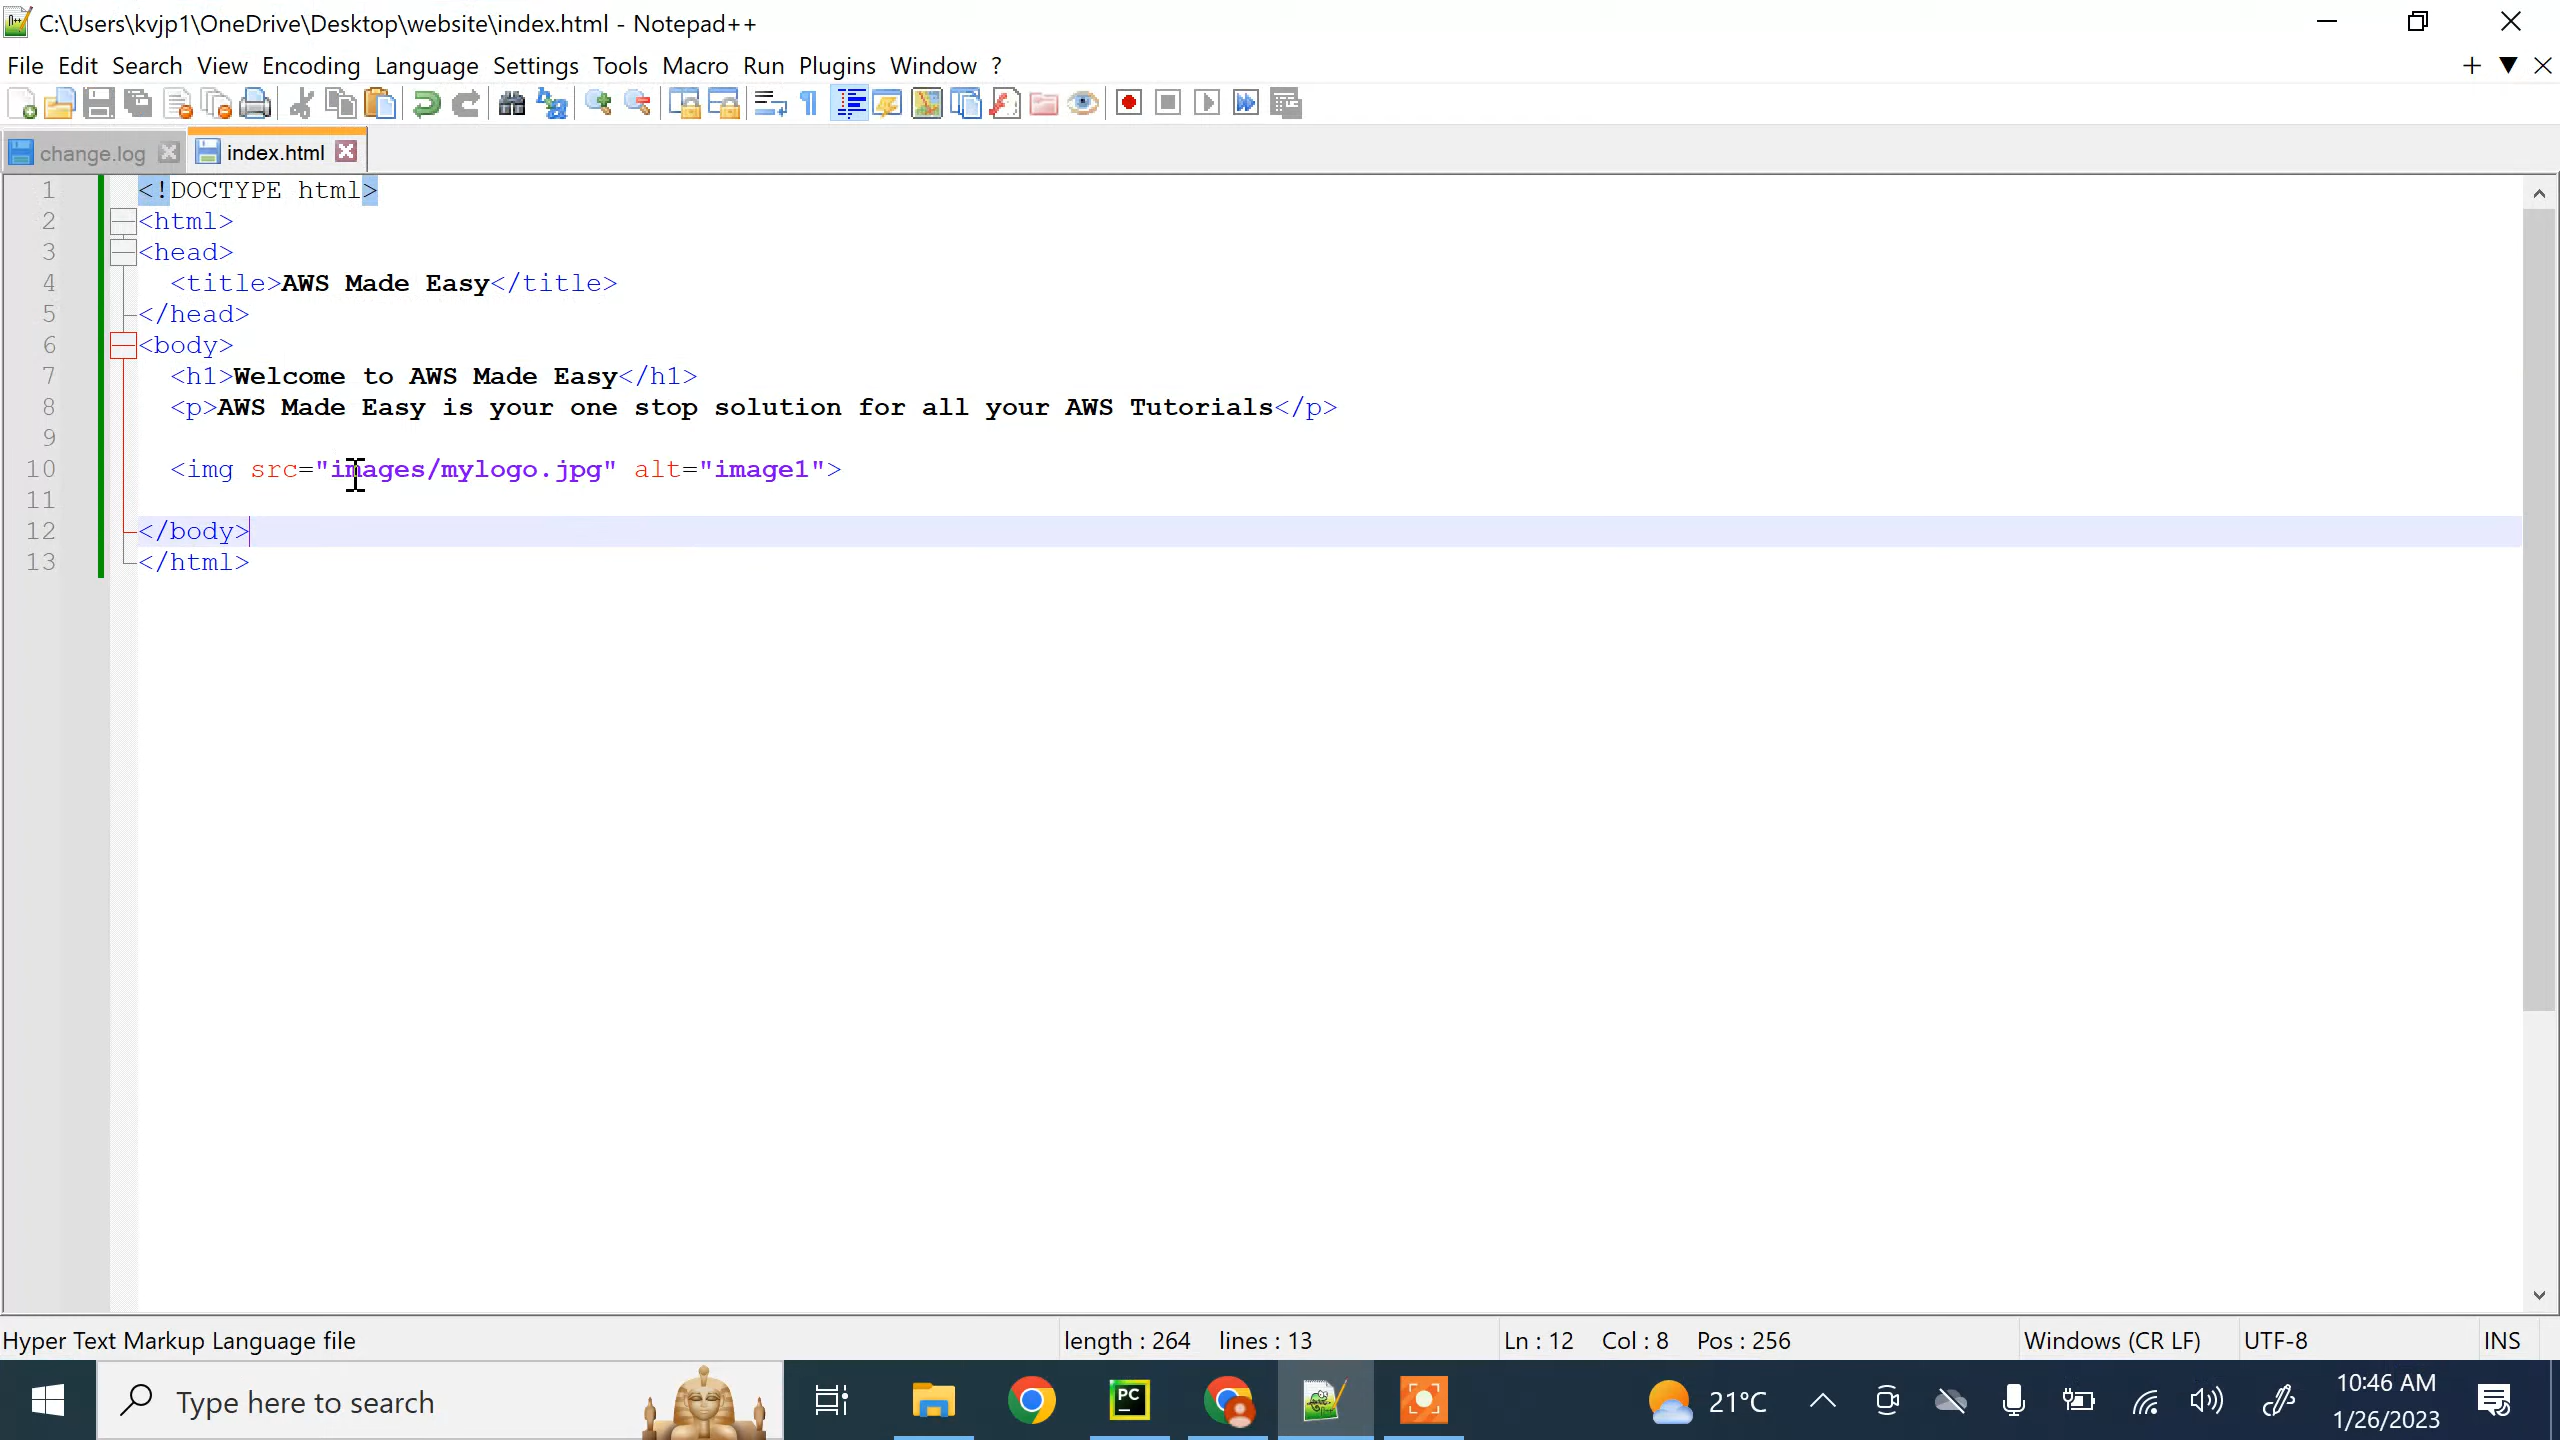 C:\Users\kvjp1\OneDrive\Desktop\website\index.html - Notepad++
File Edit Search View Encoding Language Settings Tools Macro Run Plugins Window ?
change.log index.html
1 <!DOCTYPE html>
2 <html>
3 <head>
4 <title>AWS Made Easy</title>
5 </head>
6 <body>
7 <h1>Welcome to AWS Made Easy</h1>
8 <p>AWS Made Easy is your one stop solution for all your AWS Tutorials</p>
9
10 <img src="images/mylogo.jpg" alt="image1">
11
12 </body>
13 </html>
Hyper Text Markup Language file length : 264 lines : 13 Ln : 12 Col : 8 Pos : 256 Windows (CR LF) UTF-8 INS
Type here to search PC 21°C 10:46 AM
1/26/2023